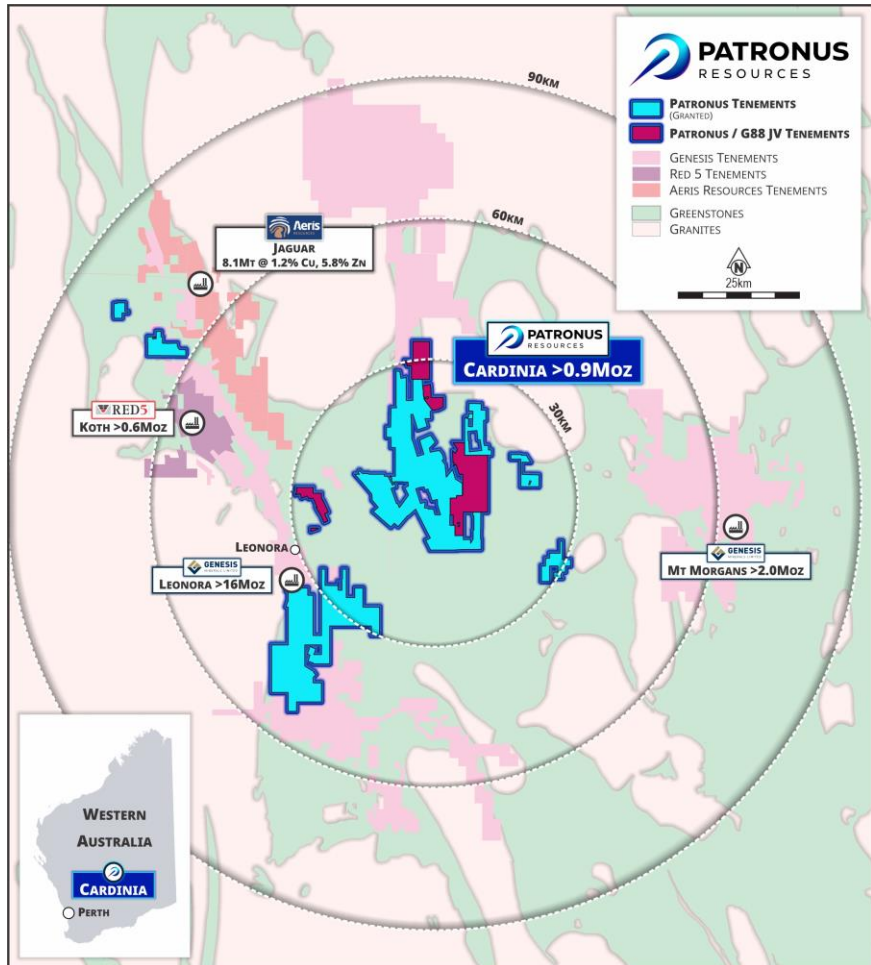 90KM
PATRONUS
RESOURCES
PATRONUS TENEMENTS
(GRANTED)
PATRONUS / G88 JV TENEMENTS
GENESIS TENEMENTS
RED 5 TENEMENTS
AERIS RESOURCES TENEMENTS
GREENSTONES
GRANITES
N
25km
60KM
Aeris
RESOURCES
JAGUAR
8.1MT @ 1.2% CU, 5.8% ZN
PATRONUS
RESOURCES
CARDINIA >0.9MOZ
30KM
RED5
KOTH >0.6MOZ
LEONORA
GENESIS
LEONORA >16MOZ
GENESIS
MT MORGANS >2.0MOZ
WESTERN
AUSTRALIA
CARDINIA
PERTH